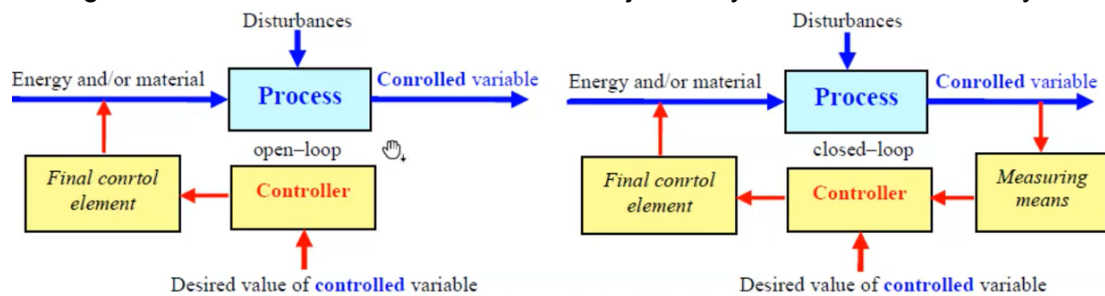 Disturbances
Energy and/or material
Process
Conrolled variable
open–loop
Final conrtol
element
Controller
Desired value of controlled variable
Disturbances
Energy and/or material
Process
Conrolled variable
closed–loop
Final conrtol
element
Controller
Measuring
means
Desired value of controlled variable